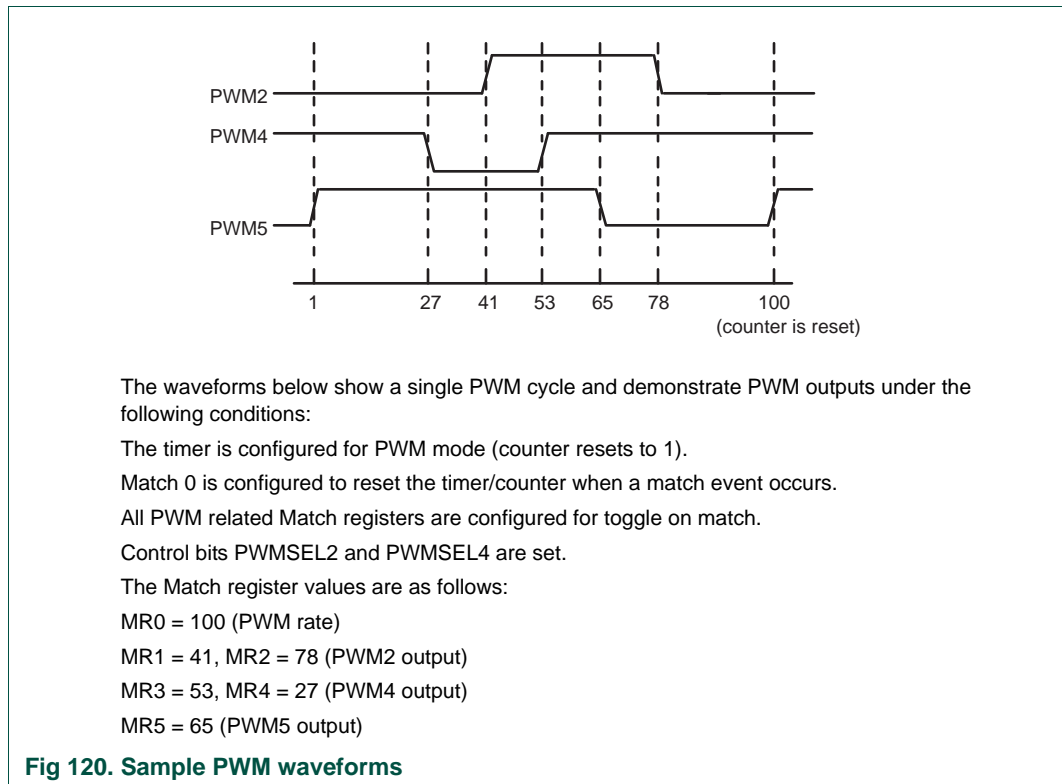 PWM2
PWM4
PWM5
1 27 41 53 65 78 100
(counter is reset)
The waveforms below show a single PWM cycle and demonstrate PWM outputs under the
following conditions:
The timer is configured for PWM mode (counter resets to 1).
Match 0 is configured to reset the timer/counter when a match event occurs.
All PWM related Match registers are configured for toggle on match.
Control bits PWMSEL2 and PWMSEL4 are set.
The Match register values are as follows:
MR0 = 100 (PWM rate)
MR1 = 41, MR2 = 78 (PWM2 output)
MR3 = 53, MR4 = 27 (PWM4 output)
MR5 = 65 (PWM5 output)
Fig 120. Sample PWM waveforms